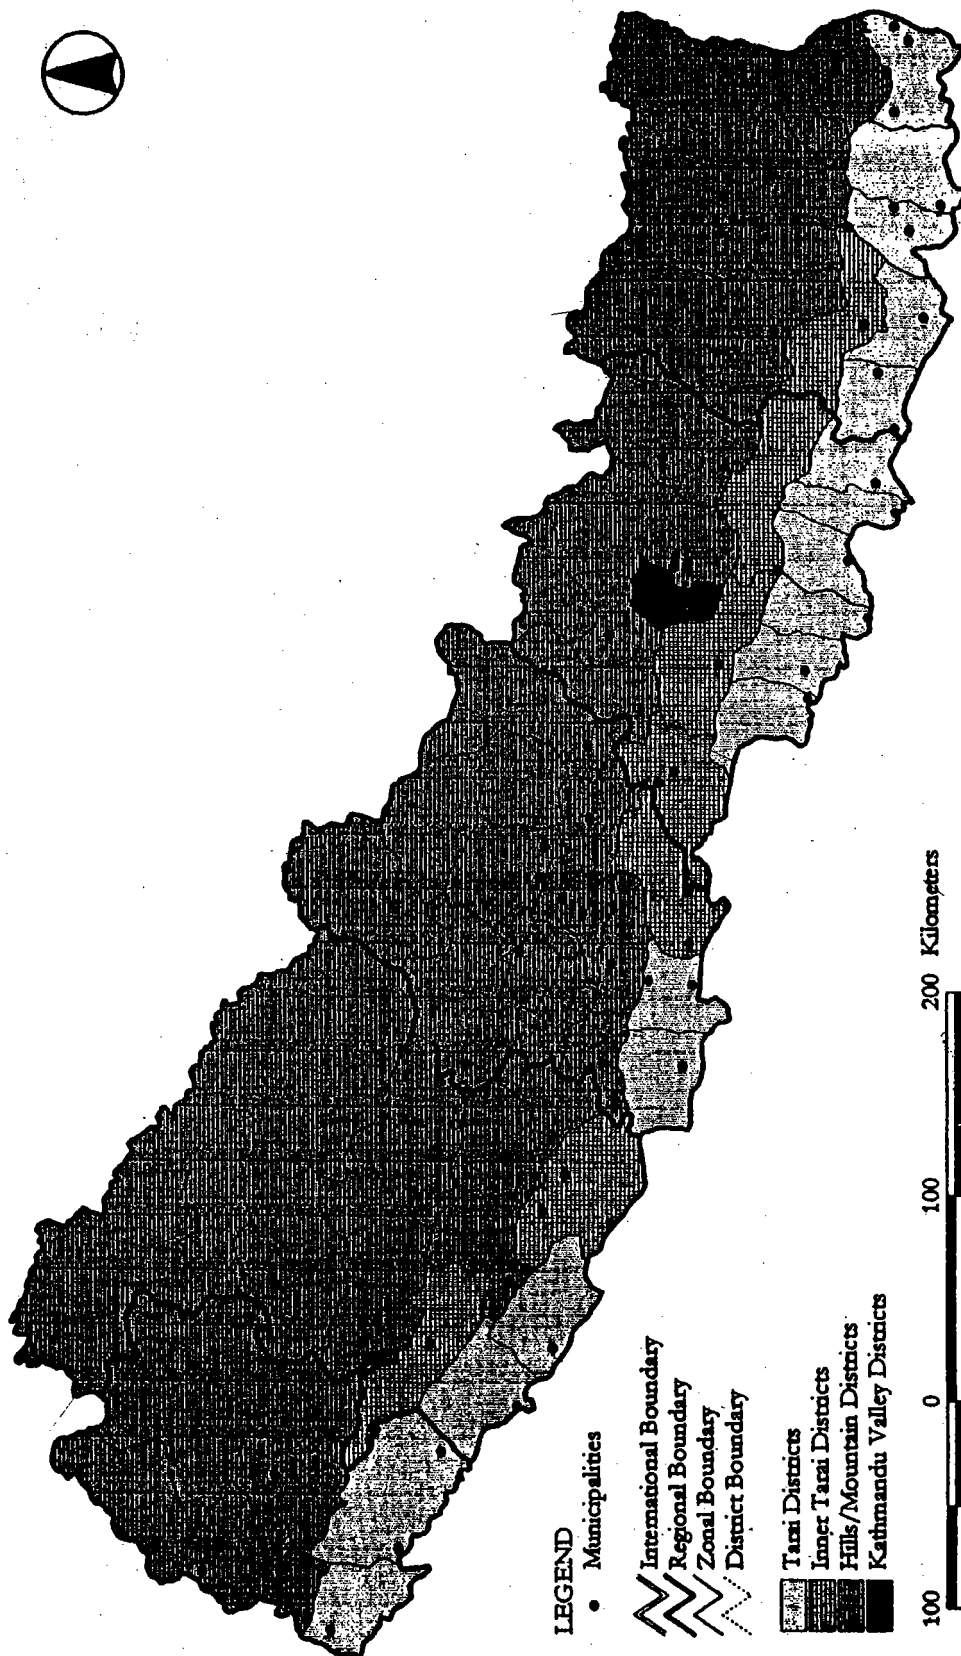 LEGEND
Municipalities
International Boundary
Regional Boundary
Zonal Boundary
District Boundary
Tarai Districts
Inner Tarai Districts
Hills/Mountain Districts
Kathmandu Valley Districts
100 0 100 200 Kilometers